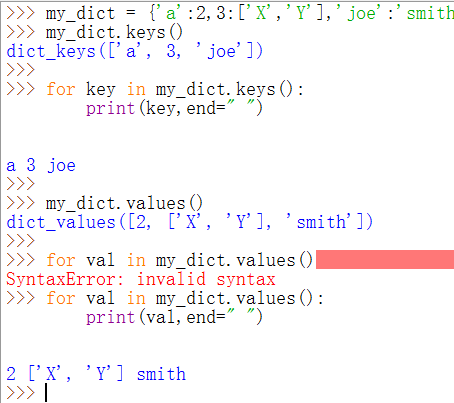 >>> my_dict = {'a':2,3:['X','Y'],'joe':'smith
>>> my_dict.keys()
dict_keys(['a', 3, 'joe'])
>>>
>>> for key in my_dict.keys():
        print(key,end=" ")
a 3 joe
>>>
>>> my_dict.values()
dict_values([2, ['X', 'Y'], 'smith'])
>>>
>>> for val in my_dict.values()
SyntaxError: invalid syntax
>>> for val in my_dict.values():
        print(val,end=" ")
2 ['X', 'Y'] smith
>>>